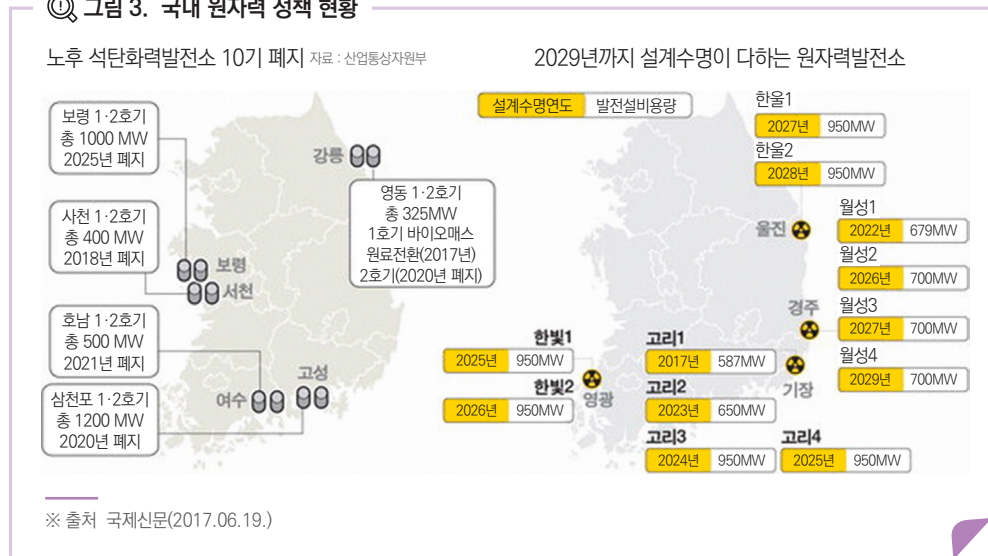 그림 3. 국내 원자력 정책 현황
노후 석탄화력발전소 10기 폐지 자료 : 산업통상자원부
보령 1·2호기
총 1000 MW
2025년 폐지
사천 1·2호기
총 400 MW
2018년 폐지
호남 1·2호기
총 500 MW
2021년 폐지
삼천포 1·2호기
총 1200 MW
2020년 폐지
강릉
영동 1·2호기
총 325MW
1호기 바이오매스
원료전환(2017년)
2호기(2020년 폐지)
보령
서천
여수
고성
2029년까지 설계수명이 다하는 원자력발전소
설계수명연도 발전설비용량
한울1
2027년 950MW
한울2
2028년 950MW
울진
월성1
2022년 679MW
월성2
2026년 700MW
경주
월성3
2027년 700MW
월성4
2029년 700MW
한빛1
2025년 950MW
한빛2
2026년 950MW
영광
고리1
2017년 587MW
고리2
2023년 650MW
기장
고리3
2024년 950MW
고리4
2025년 950MW
※ 출처 국제신문(2017.06.19.)